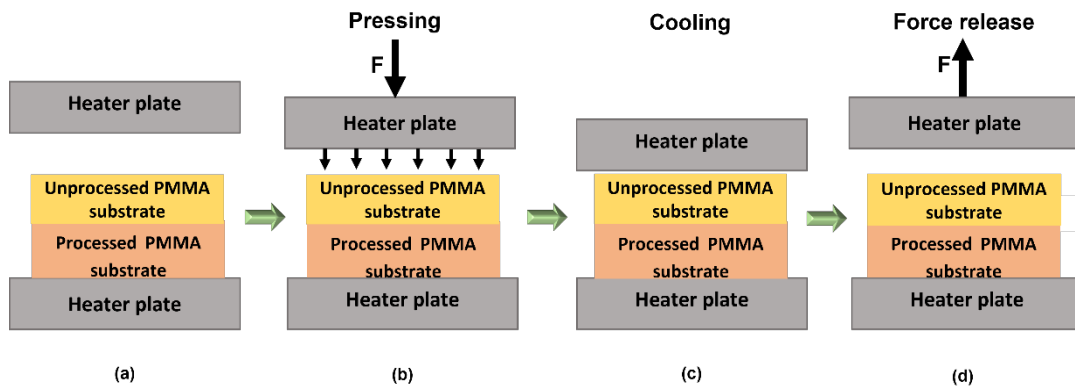 Pressing
Cooling
Force release
F
F
Heater plate
Heater plate
Heater plate
Heater plate
Unprocessed PMMA
substrate
Unprocessed PMMA
substrate
Unprocessed PMMA
substrate
Unprocessed PMMA
substrate
Processed PMMA
substrate
Processed PMMA
substrate
Processed PMMA
substrate
Processed PMMA
substrate
Heater plate
Heater plate
Heater plate
Heater plate
(a)
(b)
(c)
(d)